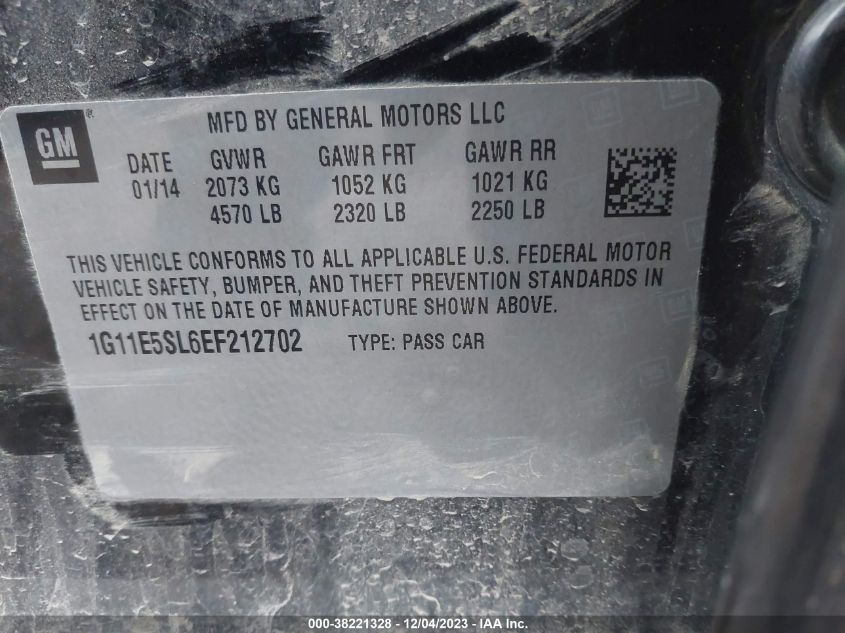 GM®
MFD BY GENERAL MOTORS LLC
DATE GVWR GAWR FRT GAWR RR
01/14 2073 KG 1052 KG 1021 KG
4570 LB 2320 LB 2250 LB
THIS VEHICLE CONFORMS TO ALL APPLICABLE U.S. FEDERAL MOTOR
VEHICLE SAFETY, BUMPER, AND THEFT PREVENTION STANDARDS IN
EFFECT ON THE DATE OF MANUFACTURE SHOWN ABOVE.
1G11E5SL6EF212702 TYPE: PASS CAR
000-38221328 - 12/04/2023 - IAA Inc.